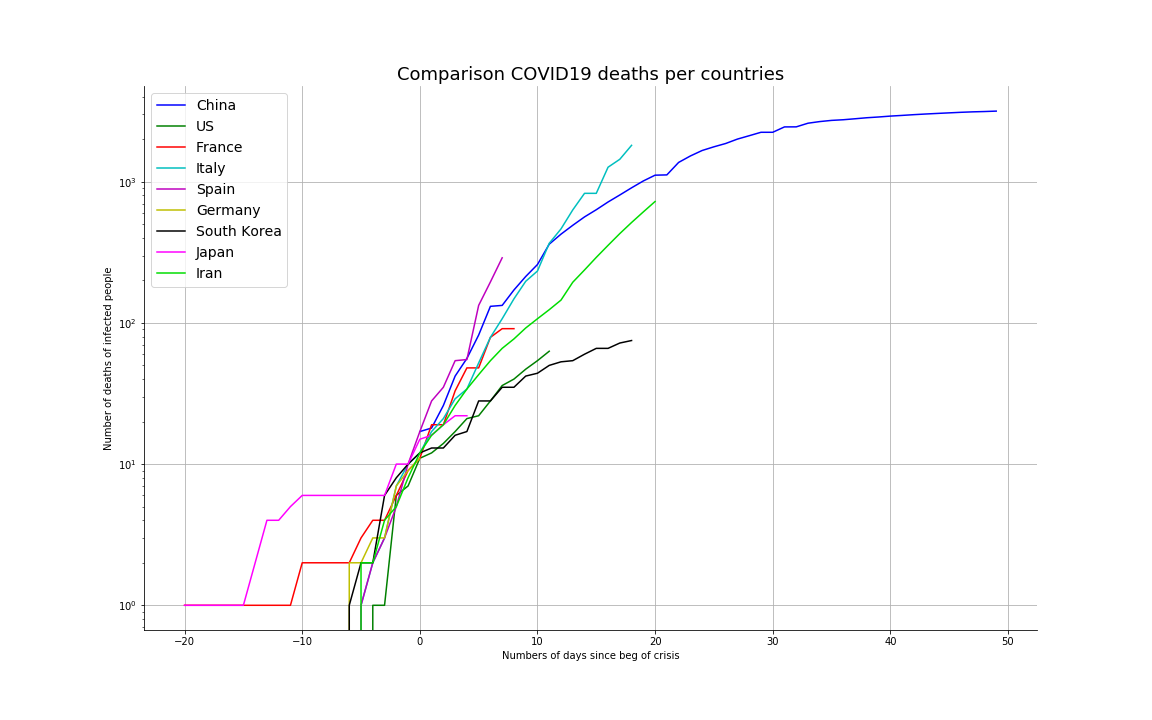 Comparison COVID19 deaths per countries
China
US
France
Italy
Spain
Germany
South Korea
Japan
Iran
Number of deaths of infected people
10³
10²
10¹
10⁰
−20 −10 0 10 20 30 40 50
Numbers of days since beg of crisis